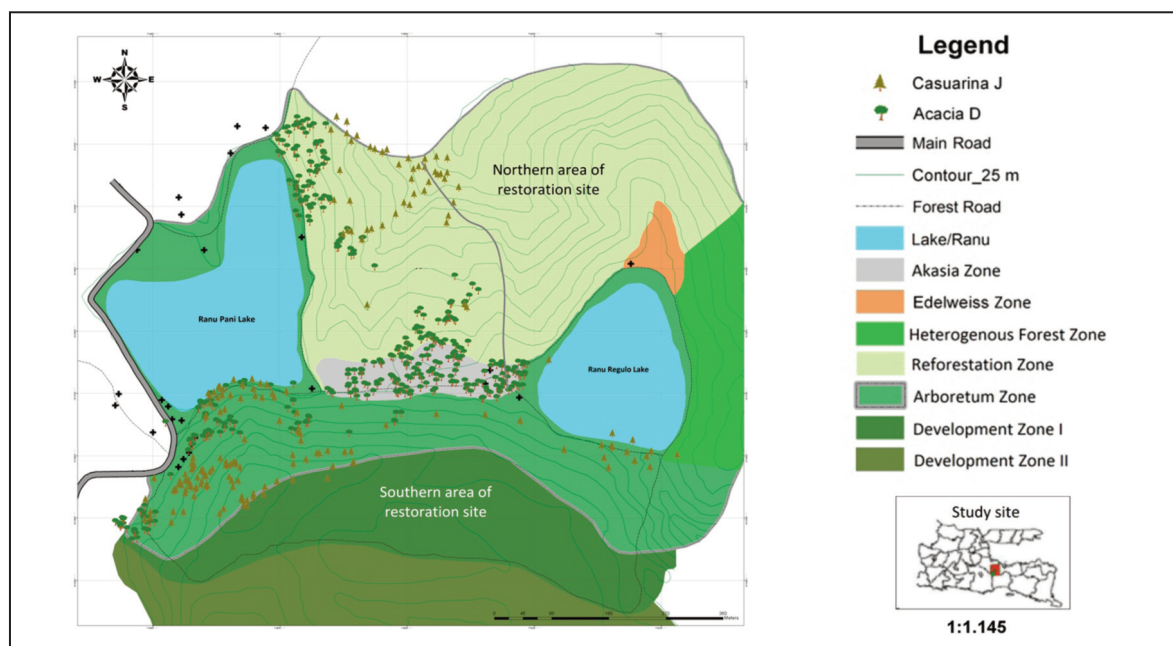 N
W E
S
Northern area of
restoration site
Ranu Pani Lake
Ranu Regulo Lake
Southern area of
restoration site
Meters
Legend
Casuarina J
Acacia D
Main Road
Contour_25 m
Forest Road
Lake/Ranu
Akasia Zone
Edelweiss Zone
Heterogenous Forest Zone
Reforestation Zone
Arboretum Zone
Development Zone I
Development Zone II
Study site
1:1.145